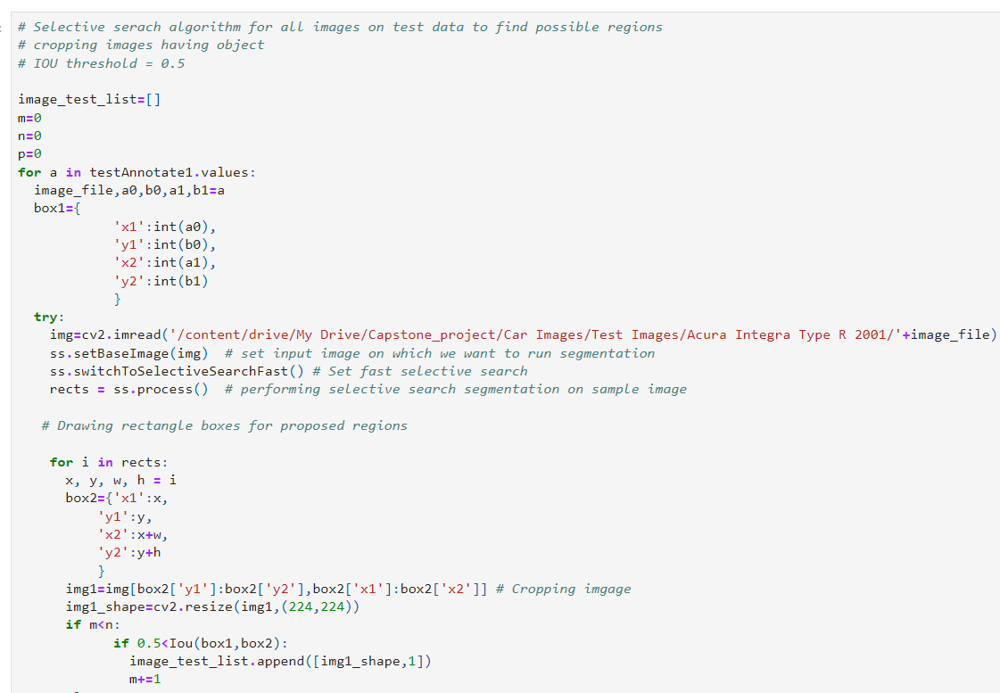 # Selective serach algorithm for all images on test data to find possible regions
# cropping images having object
# IOU threshold = 0.5
image_test_list=[]
m=0
n=0
p=0
for a in testAnnotate1.values:
image_file,a0,b0,a1,b1=a
box1={
'x1':int(a0),
'y1':int(b0),
'x2':int(a1),
'y2':int(b1)
}
try:
img=cv2.imread('/content/drive/My Drive/Capstone_project/Car Images/Test Images/Acura Integra Type R 2001/'+image_file)
ss.setBaseImage(img)  # set input image on which we want to run segmentation
ss.switchToSelectiveSearchFast() # Set fast selective search
rects = ss.process()  # performing selective search segmentation on sample image
# Drawing rectangle boxes for proposed regions
for i in rects:
x, y, w, h = i
box2={'x1':x,
'y1':y,
'x2':x+w,
'y2':y+h
}
img1=img[box2['y1']:box2['y2'],box2['x1']:box2['x2']] # Cropping imgage
img1_shape=cv2.resize(img1,(224,224))
if m<n:
if 0.5<Iou(box1,box2):
image_test_list.append([img1_shape,1])
m+=1